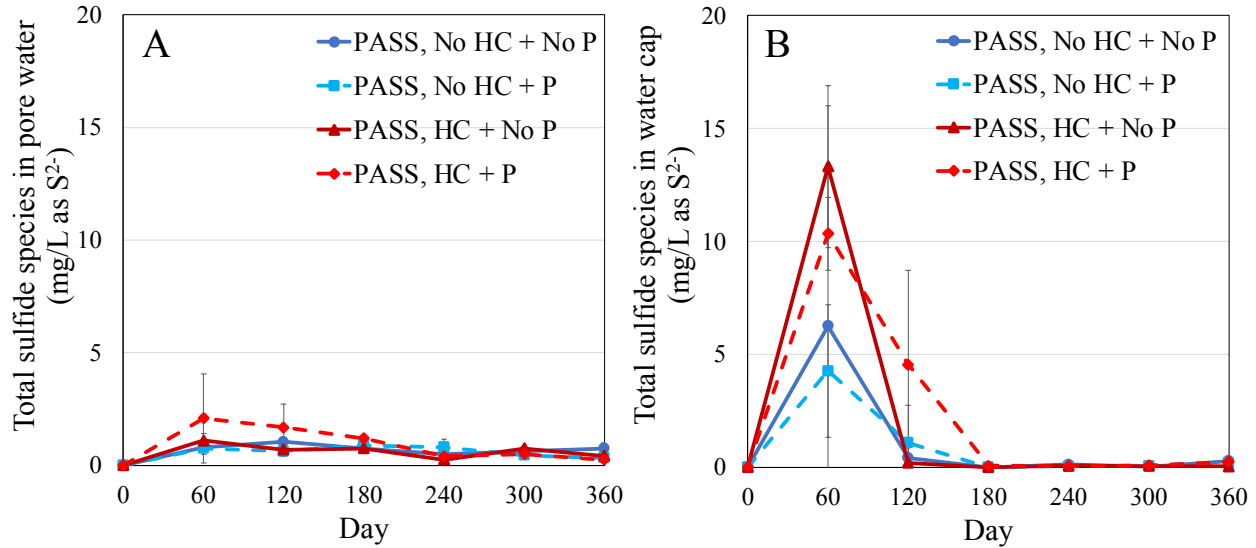 Total sulfide species in pore water
(mg/L as S²⁻)
A
PASS, No HC + No P
PASS, No HC + P
PASS, HC + No P
PASS, HC + P
20
15
10
5
0
0 60 120 180 240 300 360
Day
Total sulfide species in water cap
(mg/L as S²⁻)
B
PASS, No HC + No P
PASS, No HC + P
PASS, HC + No P
PASS, HC + P
20
15
10
5
0
0 60 120 180 240 300 360
Day